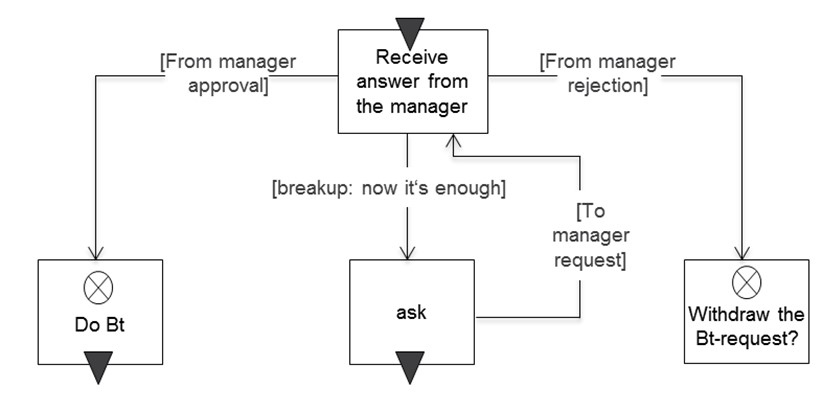 Receive
answer from
the manager
[From manager
approval]
[From manager
rejection]
[breakup: now it‘s enough]
[To
manager
request]
Do Bt
ask
Withdraw the
Bt-request?